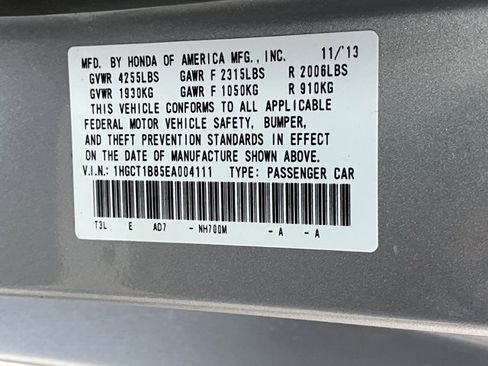 MFD. BY HONDA OF AMERICA MFG., INC. 11/'13
GVWR 4255LBS GAWR F 2315LBS R 2006LBS
GVWR 1930KG GAWR F 1050KG R 910KG
THIS VEHICLE CONFORMS TO ALL APPLICABLE
FEDERAL MOTOR VEHICLE SAFETY, BUMPER,
AND THEFT PREVENTION STANDARDS IN EFFECT
ON THE DATE OF MANUFACTURE SHOWN ABOVE.
V.I.N.: 1HGCT1B85EA004111 TYPE: PASSENGER CAR
T3L E AD7 - NH700M - A - A